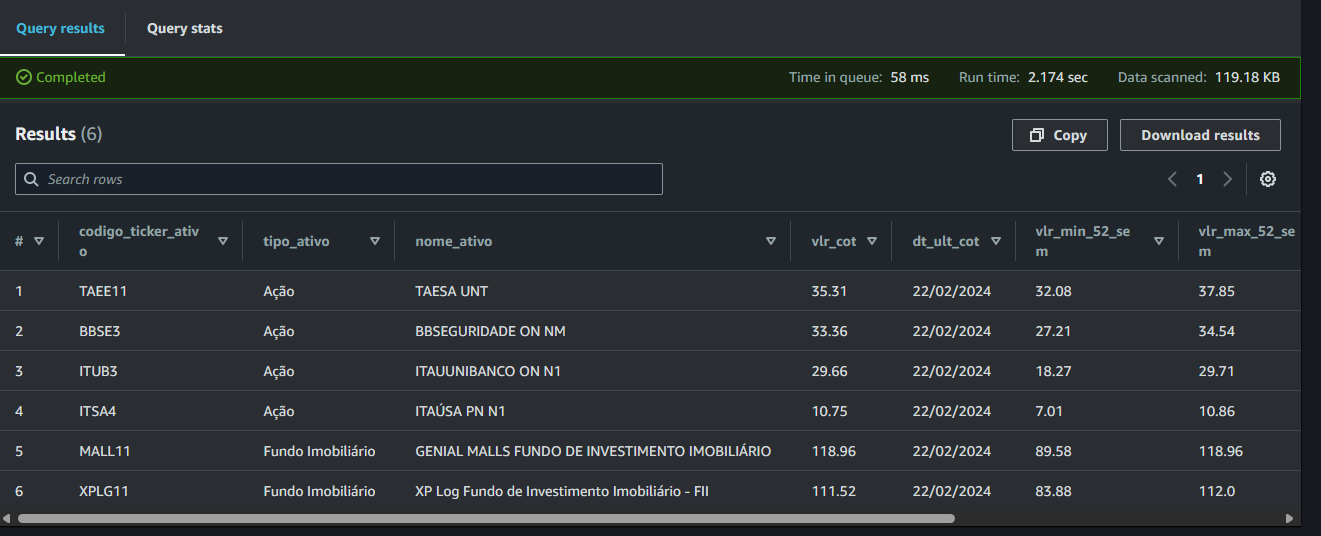 Query results Query stats
Completed Time in queue: 58 ms Run time: 2.174 sec Data scanned: 119.18 KB
Results (6) Copy Download results
Search rows 1
# codigo_ticker_ativo tipo_ativo nome_ativo vlr_cot dt_ult_cot vlr_min_52_sem vlr_max_52_sem
1 TAEE11 Ação TAESA UNT 35.31 22/02/2024 32.08 37.85
2 BBSE3 Ação BBSEGURIDADE ON NM 33.36 22/02/2024 27.21 34.54
3 ITUB3 Ação ITAUUNIBANCO ON N1 29.66 22/02/2024 18.27 29.71
4 ITSA4 Ação ITAÚSA PN N1 10.75 22/02/2024 7.01 10.86
5 MALL11 Fundo Imobiliário GENIAL MALLS FUNDO DE INVESTIMENTO IMOBILIÁRIO 118.96 22/02/2024 89.58 118.96
6 XPLG11 Fundo Imobiliário XP Log Fundo de Investimento Imobiliário - FII 111.52 22/02/2024 83.88 112.0